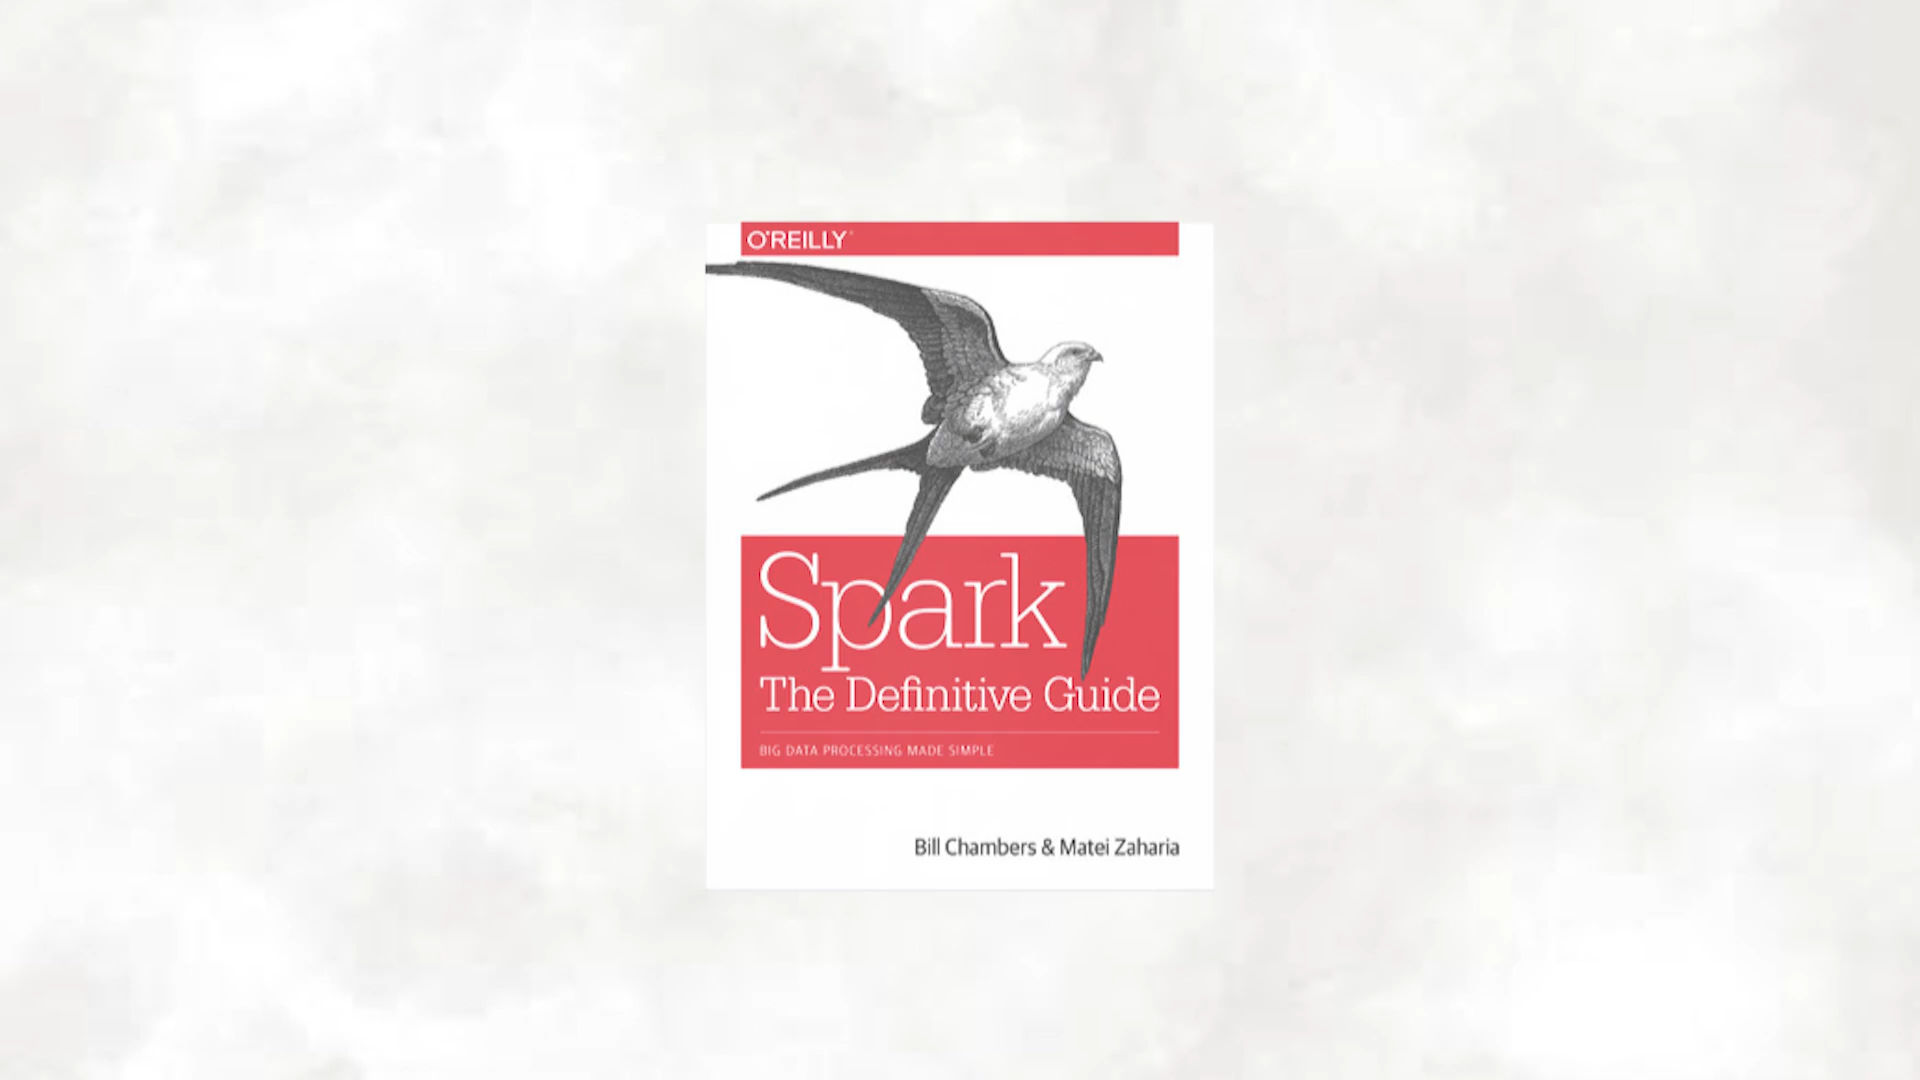 O'REILLY
Spark
The Definitive Guide
BIG DATA PROCESSING MADE SIMPLE
Bill Chambers & Matei Zaharia